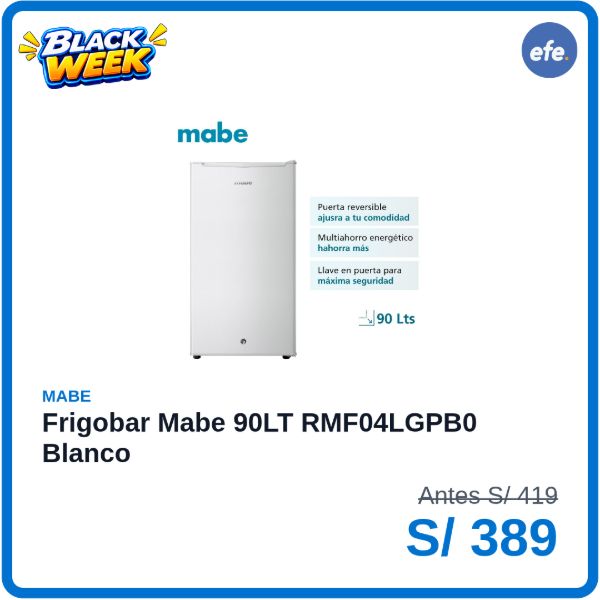 BLACK
WEEK
efe.
mabe
Puerta reversible
ajusra a tu comodidad
Multiahorro energético
hahorra más
Llave en puerta para
máxima seguridad
90 Lts
MABE
Frigobar Mabe 90LT RMF04LGPB0
Blanco
Antes S/ 419
S/ 389